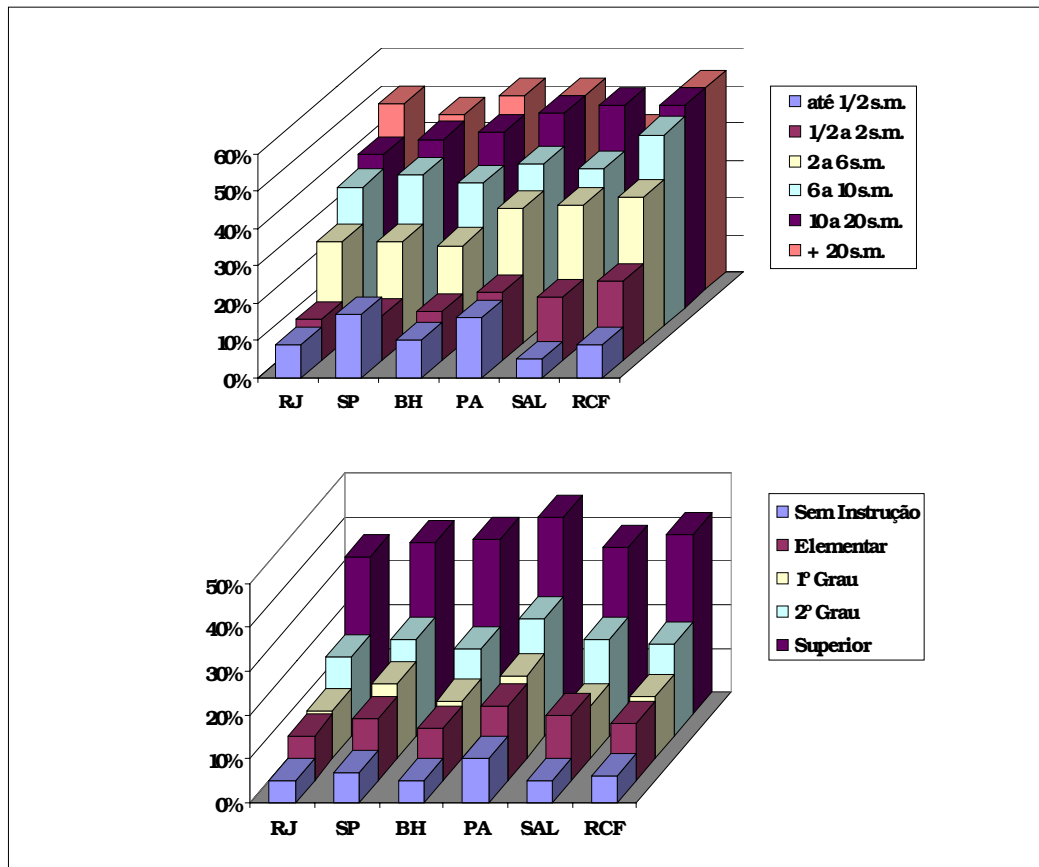 60%
50%
40%
30%
20%
10%
0%
RJ SP BH PA SAL RCF
até 1/2 s.m.
1/2 a 2 s.m.
2 a 6 s.m.
6 a 10 s.m.
10 a 20 s.m.
+ 20 s.m.
50%
40%
30%
20%
10%
0%
RJ SP BH PA SAL RCF
Sem Instrução
Elementar
1º Grau
2º Grau
Superior